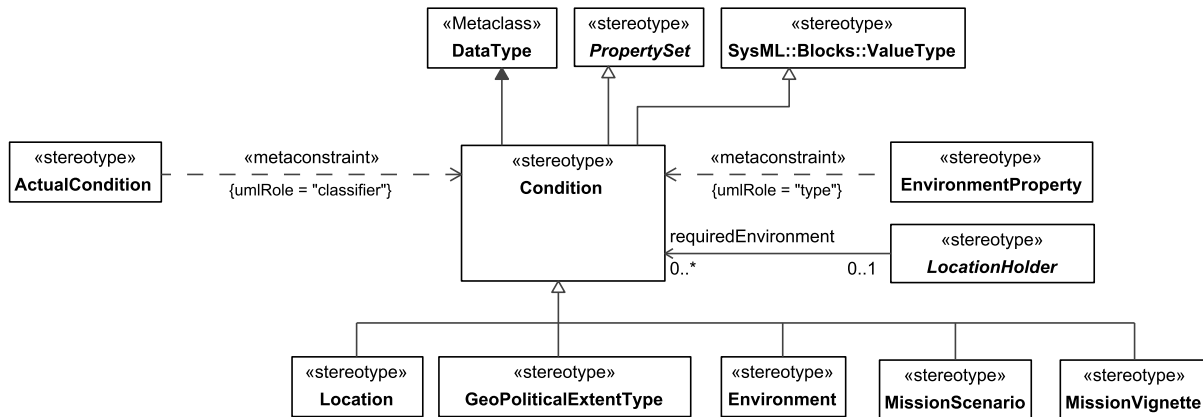 «Metaclass»
DataType
«stereotype»
PropertySet
«stereotype»
SysML::Blocks::ValueType
«stereotype»
ActualCondition
«metaconstraint»
{umlRole = "classifier"}
«stereotype»
Condition
«metaconstraint»
{umlRole = "type"}
«stereotype»
EnvironmentProperty
requiredEnvironment
0..*
0..1
«stereotype»
LocationHolder
«stereotype»
Location
«stereotype»
GeoPoliticalExtentType
«stereotype»
Environment
«stereotype»
MissionScenario
«stereotype»
MissionVignette